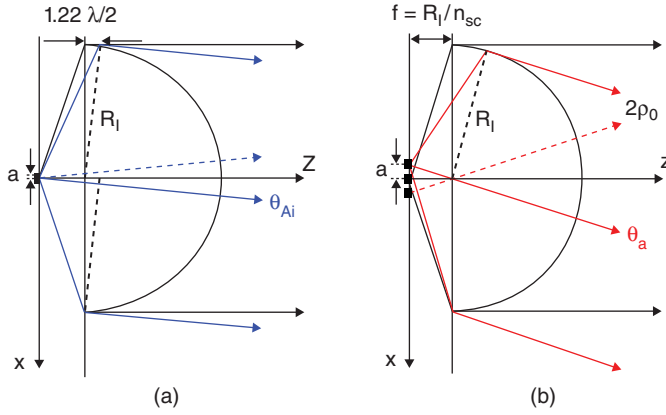 1.22 λ/2
R_l
a
Z
θ_Ai
x
(a)
f = R_l/n_sc
2ρ_0
R_l
a
z
θ_a
x
(b)